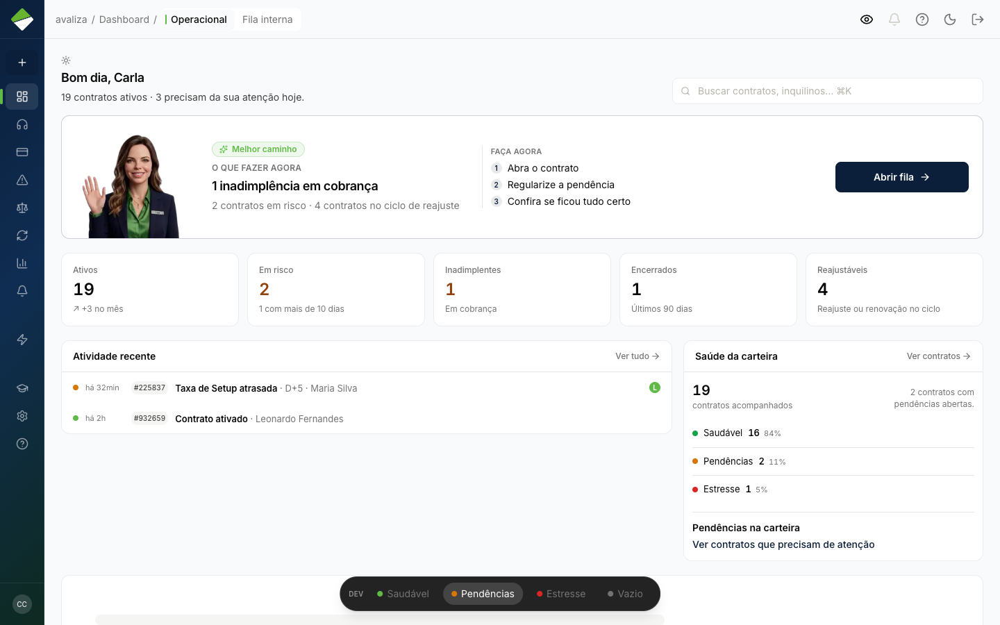 avaliza / Dashboard / Operacional Fila interna
Bom dia, Carla
19 contratos ativos · 3 precisam da sua atenção hoje.
Buscar contratos, inquilinos... ⌘K
Melhor caminho
O QUE FAZER AGORA
1 inadimplência em cobrança
2 contratos em risco · 4 contratos no ciclo de reajuste
FAÇA AGORA
1 Abra o contrato
2 Regularize a pendência
3 Confira se ficou tudo certo
Abrir fila →
Ativos
19
↗ +3 no mês
Em risco
2
1 com mais de 10 dias
Inadimplentes
1
Em cobrança
Encerrados
1
Últimos 90 dias
Reajustáveis
4
Reajuste ou renovação no ciclo
Atividade recente
Ver tudo →
há 32min #225837 Taxa de Setup atrasada · D+5 · Maria Silva L
há 2h #932659 Contrato ativado · Leonardo Fernandes
Saúde da carteira
Ver contratos →
19
contratos acompanhados
2 contratos com
pendências abertas.
Saudável 16 84%
Pendências 2 11%
Estresse 1 5%
Pendências na carteira
Ver contratos que precisam de atenção
DEV Saudável Pendências Estresse Vazio
CC